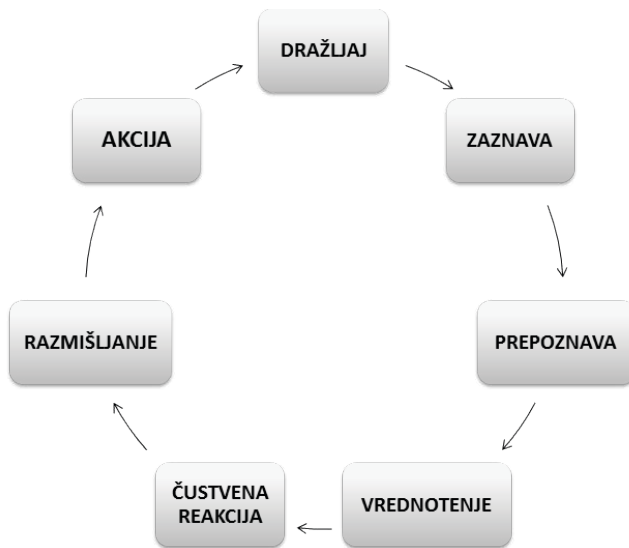 DRAŽLJAJ
ZAZNAVA
PREPOZNAVA
VREDNOTENJE
ČUSTVENA
REAKCIJA
RAZMIŠLJANJE
AKCIJA